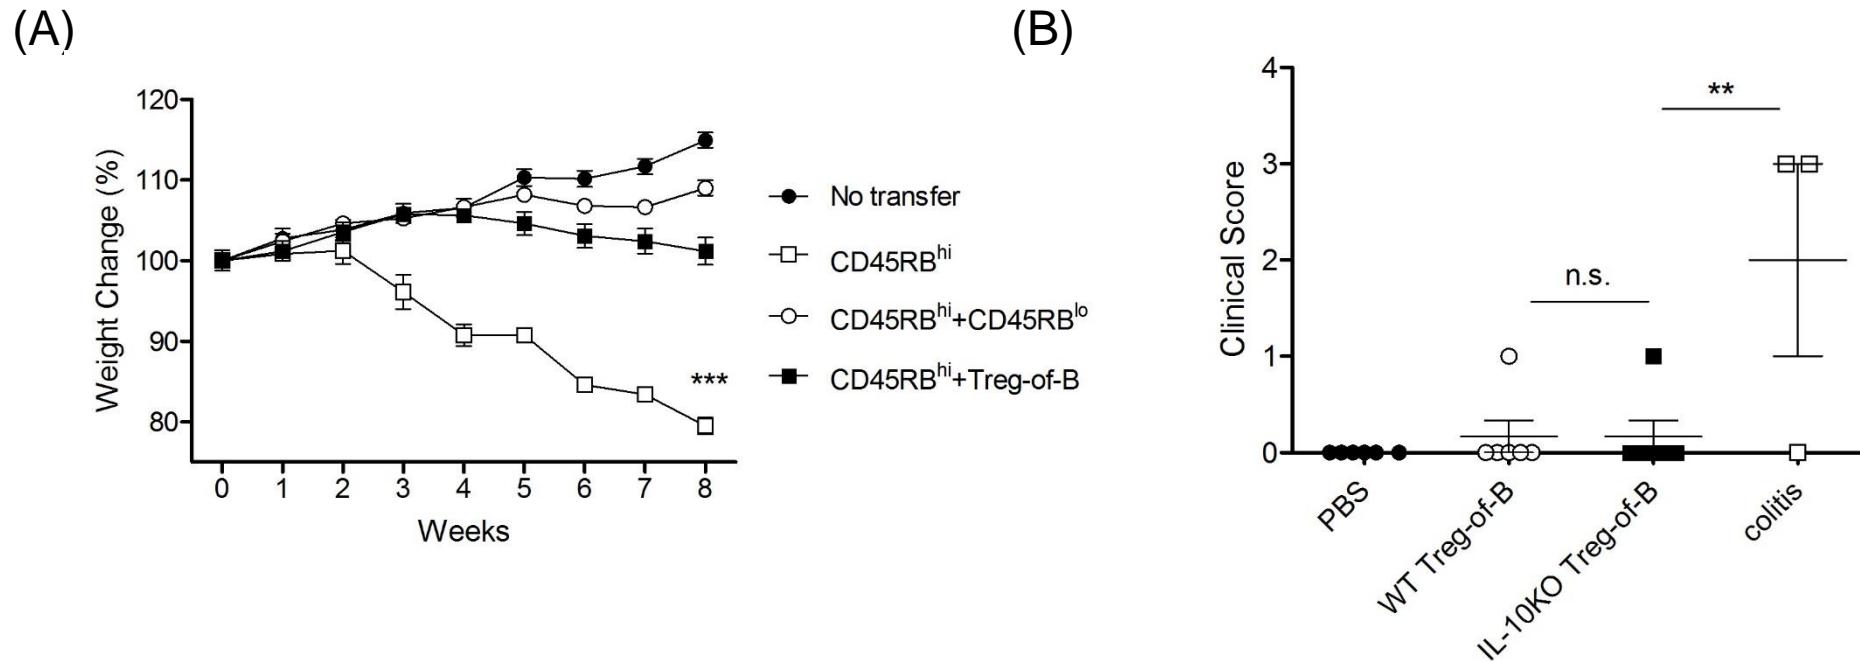 (A)
120
110
100
90
80
Weight Change (%)
0 1 2 3 4 5 6 7 8
Weeks
***
No transfer
CD45RBhi
CD45RBhi+CD45RBlo
CD45RBhi+Treg-of-B
(B)
4
3
2
1
0
Clinical Score
n.s.
**
PBS
WT Treg-of-B
IL-10KO Treg-of-B
colitis